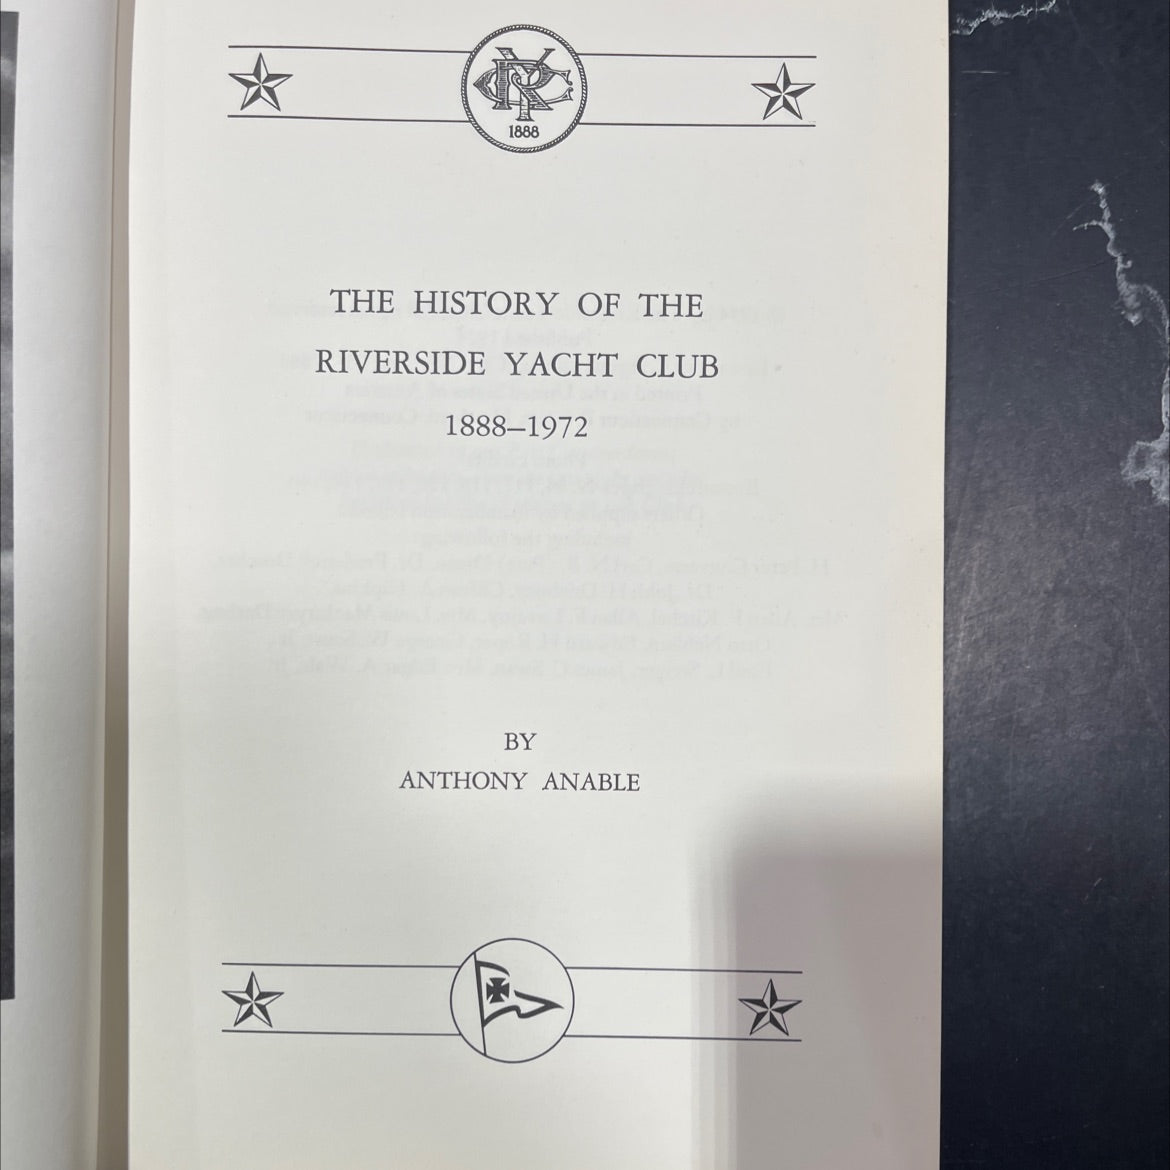 RYC
1888
THE HISTORY OF THE
RIVERSIDE YACHT CLUB
1888–1972
BY
ANTHONY ANABLE